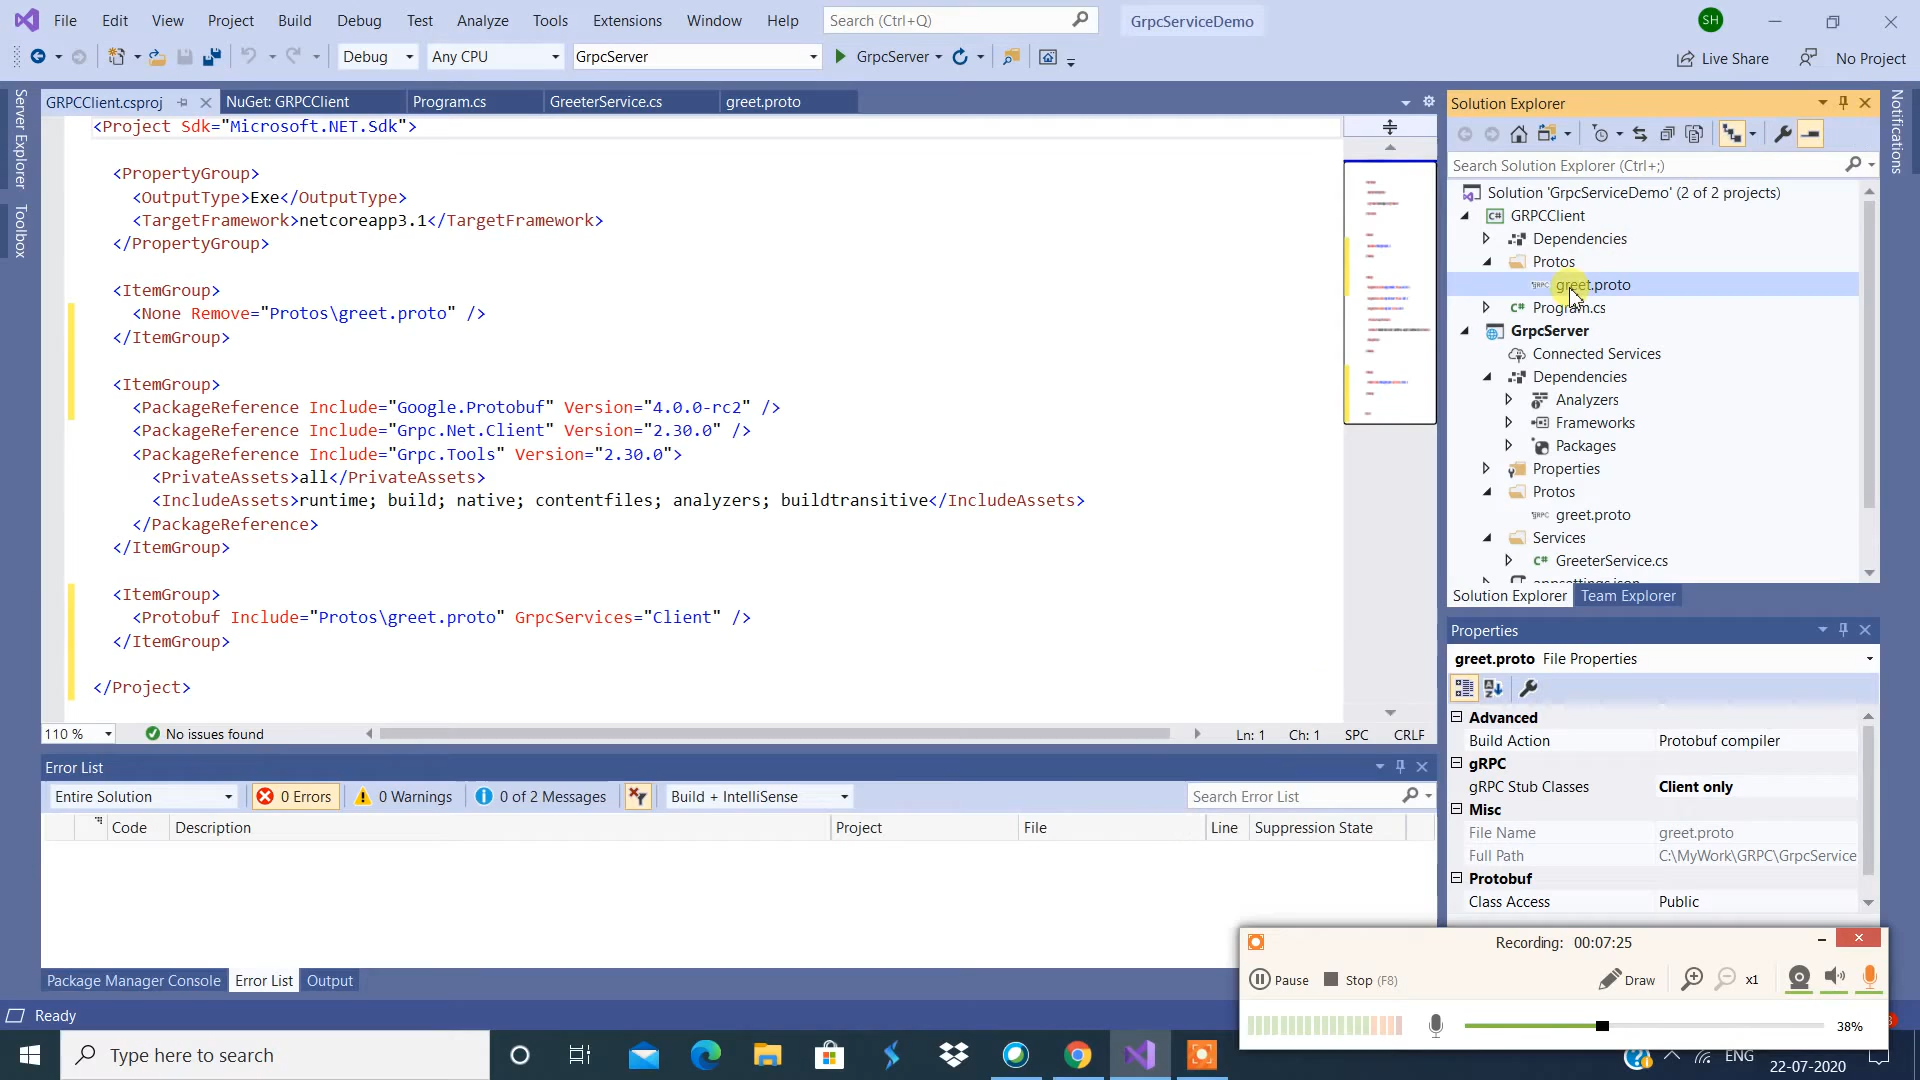 File Edit View Project Build Debug Test Analyze Tools Extensions Window Help Search (Ctrl+Q) GrpcServiceDemo SH
Debug Any CPU GrpcServer GrpcServer Live Share No Project
Server Explorer
Toolbox
GRPCClient.csproj NuGet: GRPCClient Program.cs GreeterService.cs greet.proto
<Project Sdk="Microsoft.NET.Sdk">
<PropertyGroup>
<OutputType>Exe</OutputType>
<TargetFramework>netcoreapp3.1</TargetFramework>
</PropertyGroup>
<ItemGroup>
<None Remove="Protos\greet.proto" />
</ItemGroup>
<ItemGroup>
<PackageReference Include="Google.Protobuf" Version="4.0.0-rc2" />
<PackageReference Include="Grpc.Net.Client" Version="2.30.0" />
<PackageReference Include="Grpc.Tools" Version="2.30.0">
<PrivateAssets>all</PrivateAssets>
<IncludeAssets>runtime; build; native; contentfiles; analyzers; buildtransitive</IncludeAssets>
</PackageReference>
</ItemGroup>
<ItemGroup>
<Protobuf Include="Protos\greet.proto" GrpcServices="Client" />
</ItemGroup>
</Project>
110 % No issues found Ln: 1 Ch: 1 SPC CRLF
Error List
Entire Solution 0 Errors 0 Warnings 0 of 2 Messages Build + IntelliSense Search Error List
Code Description Project File Line Suppression State
Package Manager Console Error List Output
Ready
Solution Explorer
Search Solution Explorer (Ctrl+;)
Solution 'GrpcServiceDemo' (2 of 2 projects)
C# GRPCClient
Dependencies
Protos
gRPC greet.proto
C# Program.cs
GrpcServer
Connected Services
Dependencies
Analyzers
Frameworks
Packages
Properties
Protos
gRPC greet.proto
Services
C# GreeterService.cs
appsettings.json
Solution Explorer Team Explorer
Notifications
Properties
greet.proto File Properties
Advanced
Build Action Protobuf compiler
gRPC
gRPC Stub Classes Client only
Misc
File Name greet.proto
Full Path C:\MyWork\GRPC\GrpcService
Protobuf
Class Access Public
Recording: 00:07:25
Pause Stop (F8) Draw x1
38%
Type here to search
ENG
22-07-2020